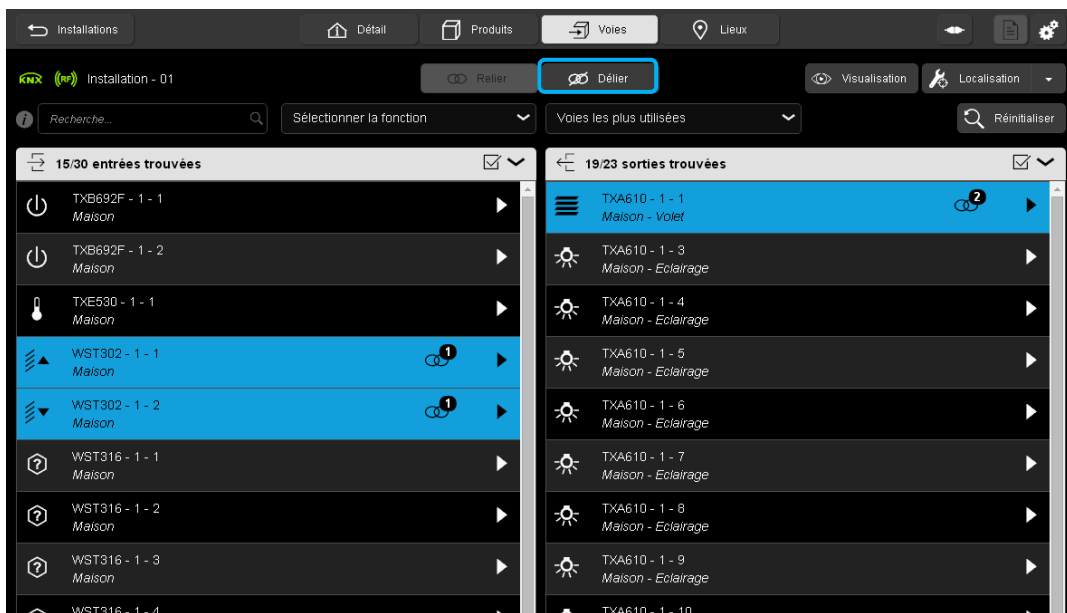 Installations
Détail
Produits
Voies
Lieux
KNX (RF) Installation - 01
Relier
Délier
Visualisation
Localisation
i
Recherche...
Sélectionner la fonction
Voies les plus utilisées
Réinitialiser
15/30 entrées trouvées
TXB692F - 1 - 1
Maison
TXB692F - 1 - 2
Maison
TXE530 - 1 - 1
Maison
WST302 - 1 - 1
1
Maison
WST302 - 1 - 2
1
Maison
? WST316 - 1 - 1
Maison
? WST316 - 1 - 2
Maison
? WST316 - 1 - 3
Maison
WST316 - 1 - 4
19/23 sorties trouvées
TXA610 - 1 - 1
2
Maison - Volet
TXA610 - 1 - 3
Maison - Eclairage
TXA610 - 1 - 4
Maison - Eclairage
TXA610 - 1 - 5
Maison - Eclairage
TXA610 - 1 - 6
Maison - Eclairage
TXA610 - 1 - 7
Maison - Eclairage
TXA610 - 1 - 8
Maison - Eclairage
TXA610 - 1 - 9
Maison - Eclairage
TXA610 - 1 - 10